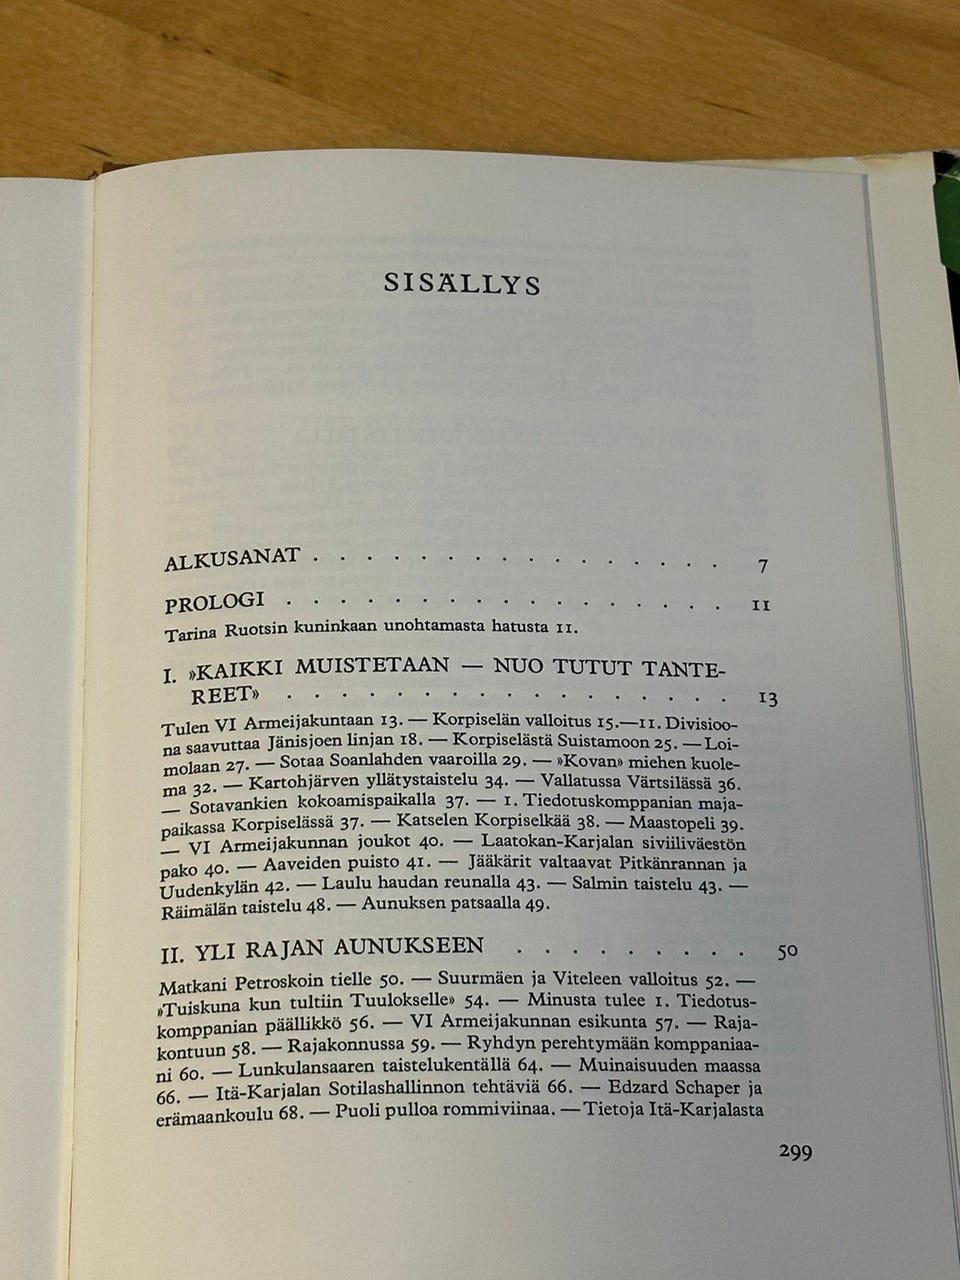 SISÄLLYS
ALKUSANAT . . . . . . . . . . . . . . . . 7
PROLOGI . . . . . . . . . . . . . . . . . 11
Tarina Ruotsin kuninkaan unohtamasta hatusta 11.
I. »KAIKKI MUISTETAAN — NUO TUTUT TANTE-
REET» . . . . . . . . . . . . . . . . . 13
Tulen VI Armeijakuntaan 13. — Korpiselän valloitus 15.—11. Divisioo-
na saavuttaa Jänisjoen linjan 18. — Korpiselästä Suistamoon 25. — Loi-
molaan 27. — Sotaa Soanlahden vaaroilla 29. — »Kovan» miehen kuole-
ma 32. — Kartohjärven yllätystaistelu 34. — Vallatussa Värtsilässä 36.
— Sotavankien kokoamispaikalla 37. — 1. Tiedotuskomppanian maja-
paikassa Korpiselässä 37. — Katselen Korpiselkää 38. — Maastopeli 39.
— VI Armeijakunnan joukot 40. — Laatokan-Karjalan siviiliväestön
pako 40. — Aaveiden puisto 41. — Jääkärit valtaavat Pitkänrannan ja
Uudenkylän 42. — Laulu haudan reunalla 43. — Salmin taistelu 43. —
Räimälän taistelu 48. — Aunuksen patsaalla 49.
II. YLI RAJAN AUNUKSEEN . . . . . . . . . 50
Matkani Petroskoin tielle 50. — Suurmäen ja Viteleen valloitus 52. —
»Tuiskuna kun tultiin Tuulokselle» 54. — Minusta tulee 1. Tiedotus-
komppanian päällikkö 56. — VI Armeijakunnan esikunta 57. — Raja-
kontuun 58. — Rajakonnussa 59. — Ryhdyn perehtymään komppaniaa-
ni 60. — Lunkulansaaren taistelukentällä 64. — Muinaisuuden maassa
66. — Itä-Karjalan Sotilashallinnon tehtäviä 66. — Edzard Schaper ja
erämaankoulu 68. — Puoli pulloa rommiviinaa. — Tietoja Itä-Karjalasta
299